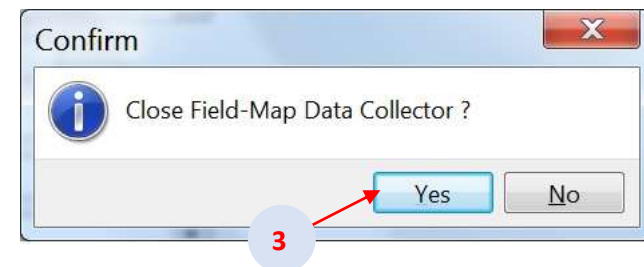 Confirm
Close Field-Map Data Collector ?
Yes No
3